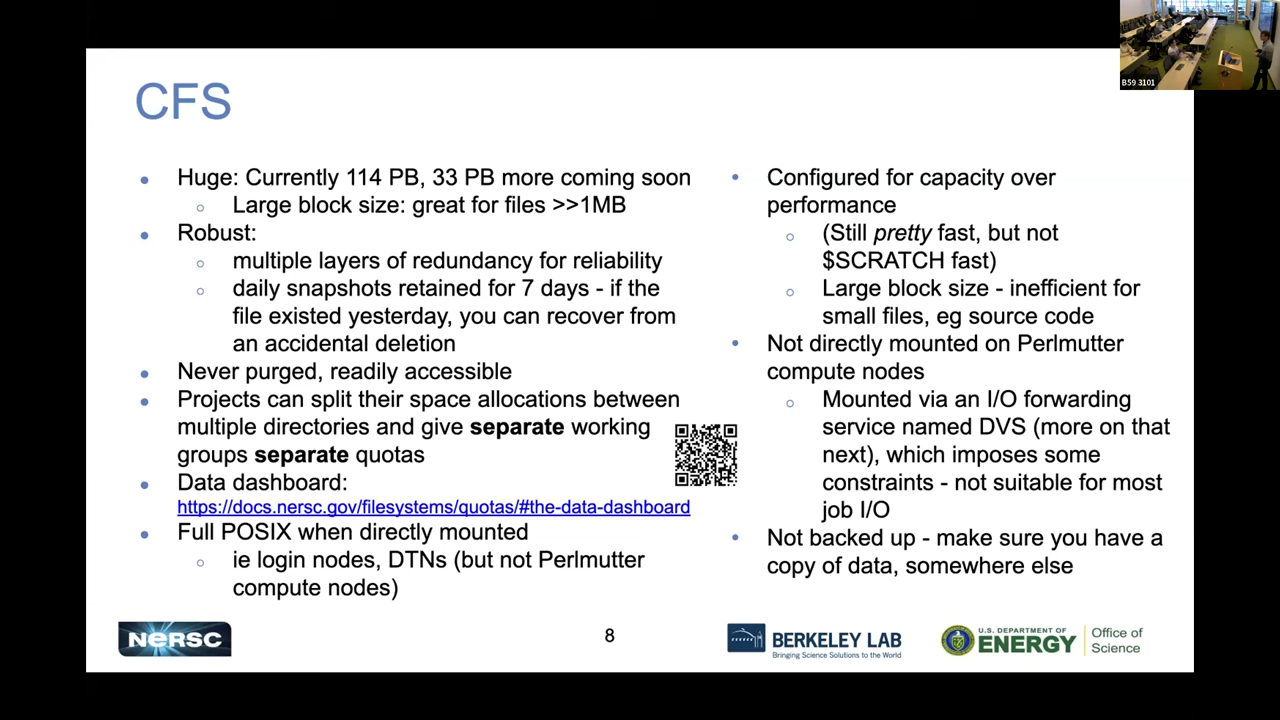 B59 3101
CFS
Huge: Currently 114 PB, 33 PB more coming soon
Large block size: great for files >>1MB
Robust:
multiple layers of redundancy for reliability
daily snapshots retained for 7 days - if the
file existed yesterday, you can recover from
an accidental deletion
Never purged, readily accessible
Projects can split their space allocations between
multiple directories and give separate working
groups separate quotas
Data dashboard:
https://docs.nersc.gov/filesystems/quotas/#the-data-dashboard
Full POSIX when directly mounted
ie login nodes, DTNs (but not Perlmutter
compute nodes)
Configured for capacity over
performance
(Still pretty fast, but not
$SCRATCH fast)
Large block size - inefficient for
small files, eg source code
Not directly mounted on Perlmutter
compute nodes
Mounted via an I/O forwarding
service named DVS (more on that
next), which imposes some
constraints - not suitable for most
job I/O
Not backed up - make sure you have a
copy of data, somewhere else
NERSC
8
BERKELEY LAB
Bringing Science Solutions to the World
U.S. DEPARTMENT OF
ENERGY
Office of
Science